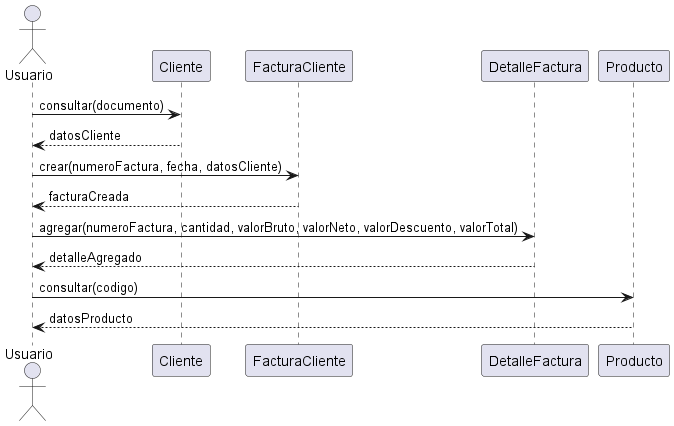 Usuario
Cliente
FacturaCliente
DetalleFactura
Producto
consultar(documento)
datosCliente
crear(numeroFactura, fecha, datosCliente)
facturaCreada
agregar(numeroFactura, cantidad, valorBruto, valorNeto, valorDescuento, valorTotal)
detalleAgregado
consultar(codigo)
datosProducto
Usuario
Cliente
FacturaCliente
DetalleFactura
Producto